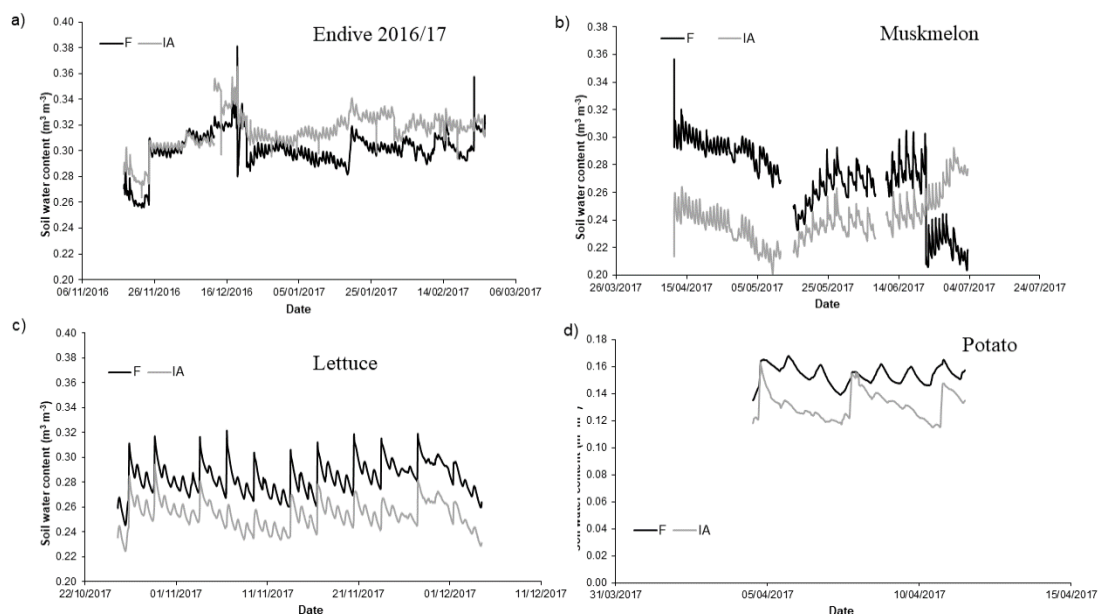 a)
Endive 2016/17
F IA
Soil water content (m³ m⁻³)
0.40
0.38
0.36
0.34
0.32
0.30
0.28
0.26
0.24
0.22
0.20
06/11/2016 26/11/2016 16/12/2016 05/01/2017 25/01/2017 14/02/2017 06/03/2017
Date
b)
Muskmelon
F IA
Soil water content (m³ m⁻³)
0.38
0.36
0.34
0.32
0.30
0.28
0.26
0.24
0.22
0.20
26/03/2017 15/04/2017 05/05/2017 25/05/2017 14/06/2017 04/07/2017 24/07/2017
Date
c)
Lettuce
F IA
Soil water content (m³ m⁻³)
0.40
0.38
0.36
0.34
0.32
0.30
0.28
0.26
0.24
0.22
0.20
22/10/2017 01/11/2017 11/11/2017 21/11/2017 01/12/2017 11/12/2017
Date
d)
Potato
F IA
Soil water content
0.18
0.16
0.14
0.12
0.10
0.08
0.06
0.04
0.02
0.00
31/03/2017 05/04/2017 10/04/2017 15/04/2017
Date